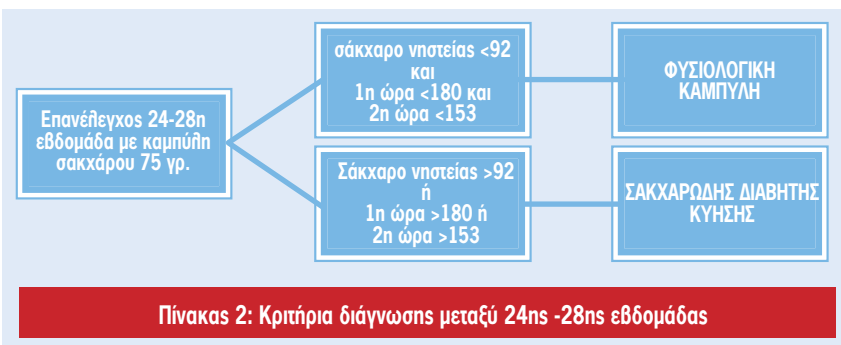 Επανέλεγχος 24-28η
εβδομάδα με καμπύλη
σακχάρου 75 γρ.
σάκχαρο νηστείας <92
και
1η ώρα <180 και
2η ώρα <153
ΦΥΣΙΟΛΟΓΙΚΗ
ΚΑΜΠΥΛΗ
Σάκχαρο νηστείας >92
ή
1η ώρα >180 ή
2η ώρα >153
ΣΑΚΧΑΡΩΔΗΣ ΔΙΑΒΗΤΗΣ
ΚΥΗΣΗΣ
Πίνακας 2: Κριτήρια διάγνωσης μεταξύ 24ης -28ης εβδομάδας